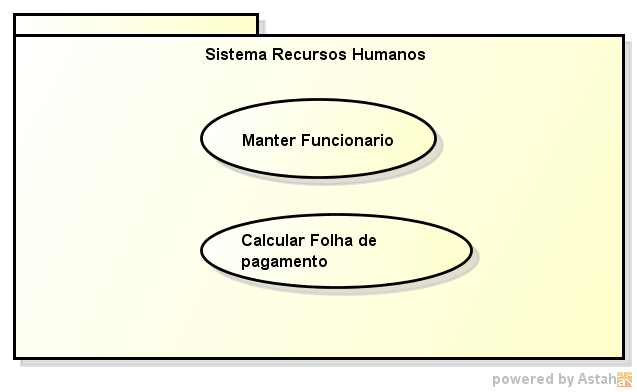 Sistema Recursos Humanos
Manter Funcionario
Calcular Folha de
pagamento
powered by Astah